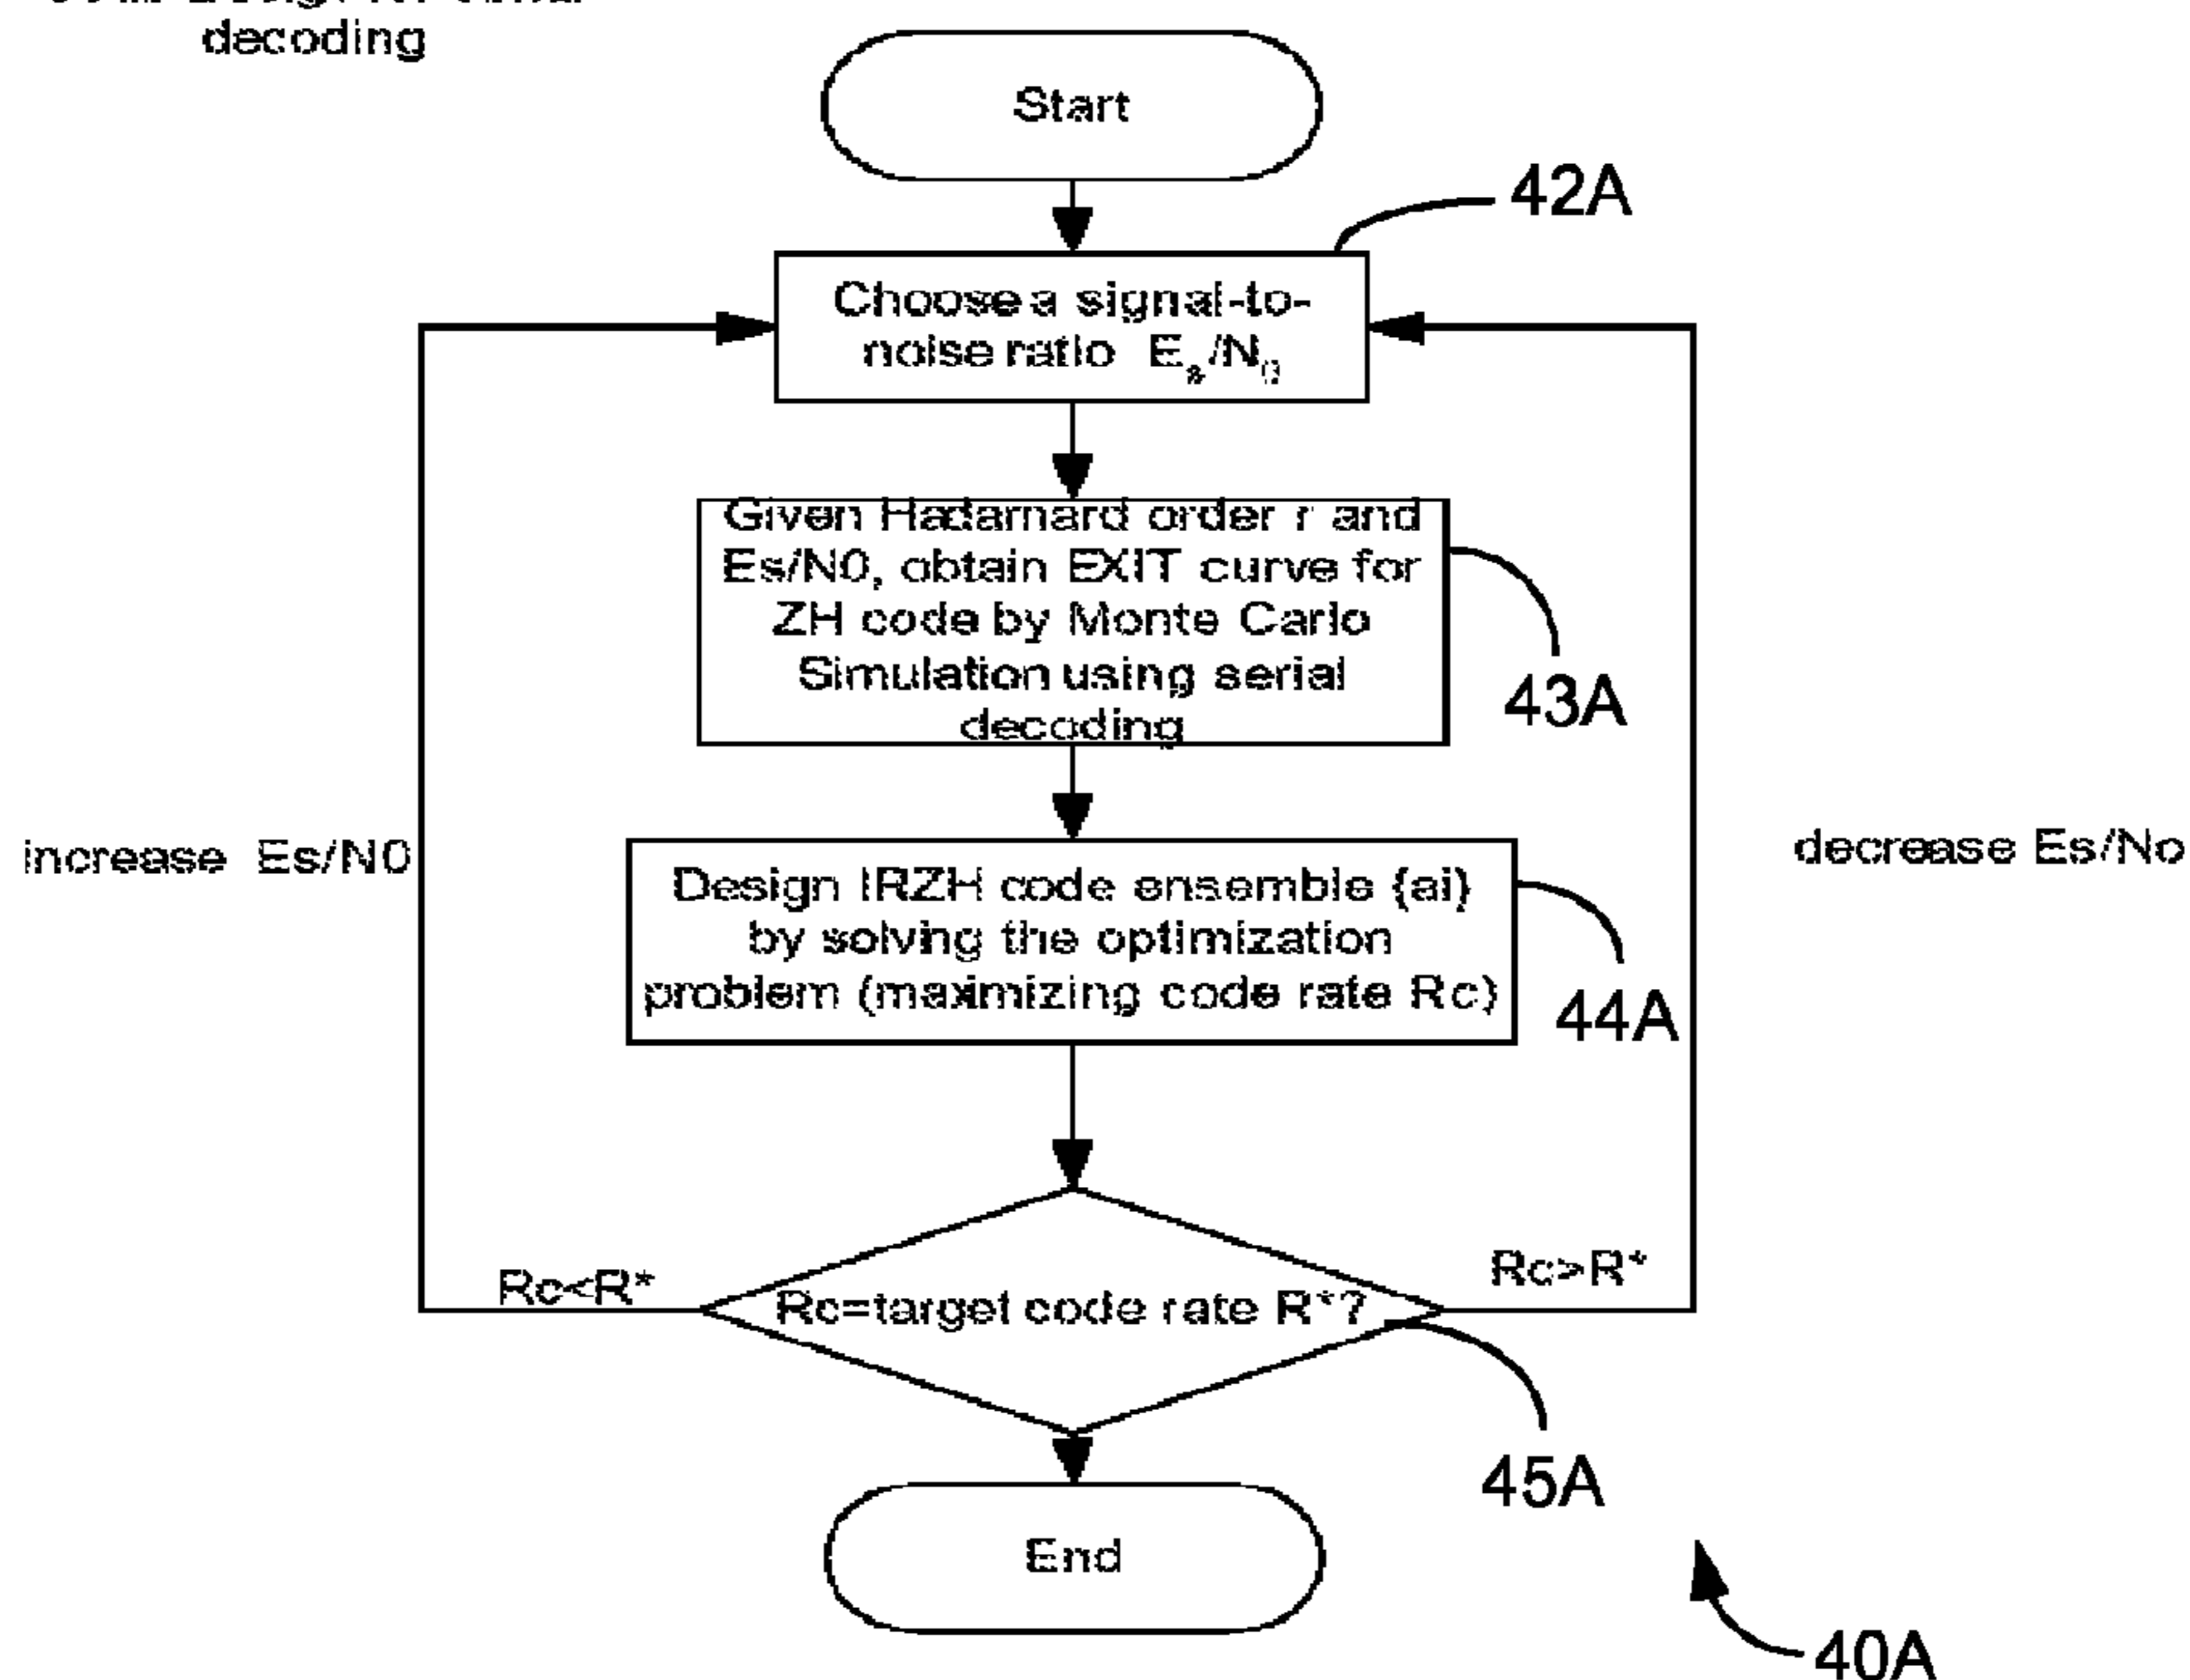 decoding
Start
42A
Choose a signal-to-
noise ratio Es/N0
Given Hadamard order r and
Es/N0, obtain EXIT curve for
ZH code by Monte Carlo
Simulation using serial
decoding
43A
increase Es/N0
decrease Es/No
Design IRZH code ensemble {ai}
by solving the optimization
problem (maximizing code rate Rc)
44A
Rc<R*
Rc>R*
Rc=target code rate R*?
45A
End
40A